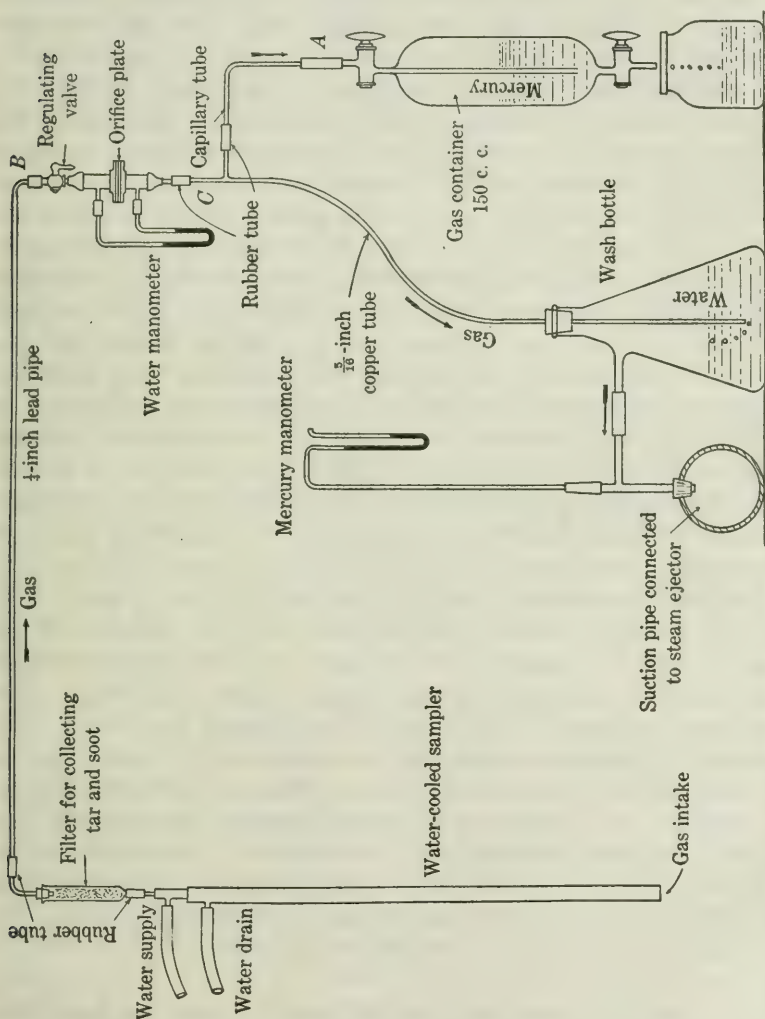 B
Regulating
valve
Orifice plate
Water manometer
C
Capillary tube
A
Rubber tube
Mercury
Gas container
150 c. c.
5/16-inch
copper tube
Gas
Wash bottle
Water
Mercury manometer
Suction pipe connected
to steam ejector
-inch lead pipe
Gas
Filter for collecting
tar and soot
Rubber tube
Water supply
Water drain
Water-cooled sampler
Gas intake